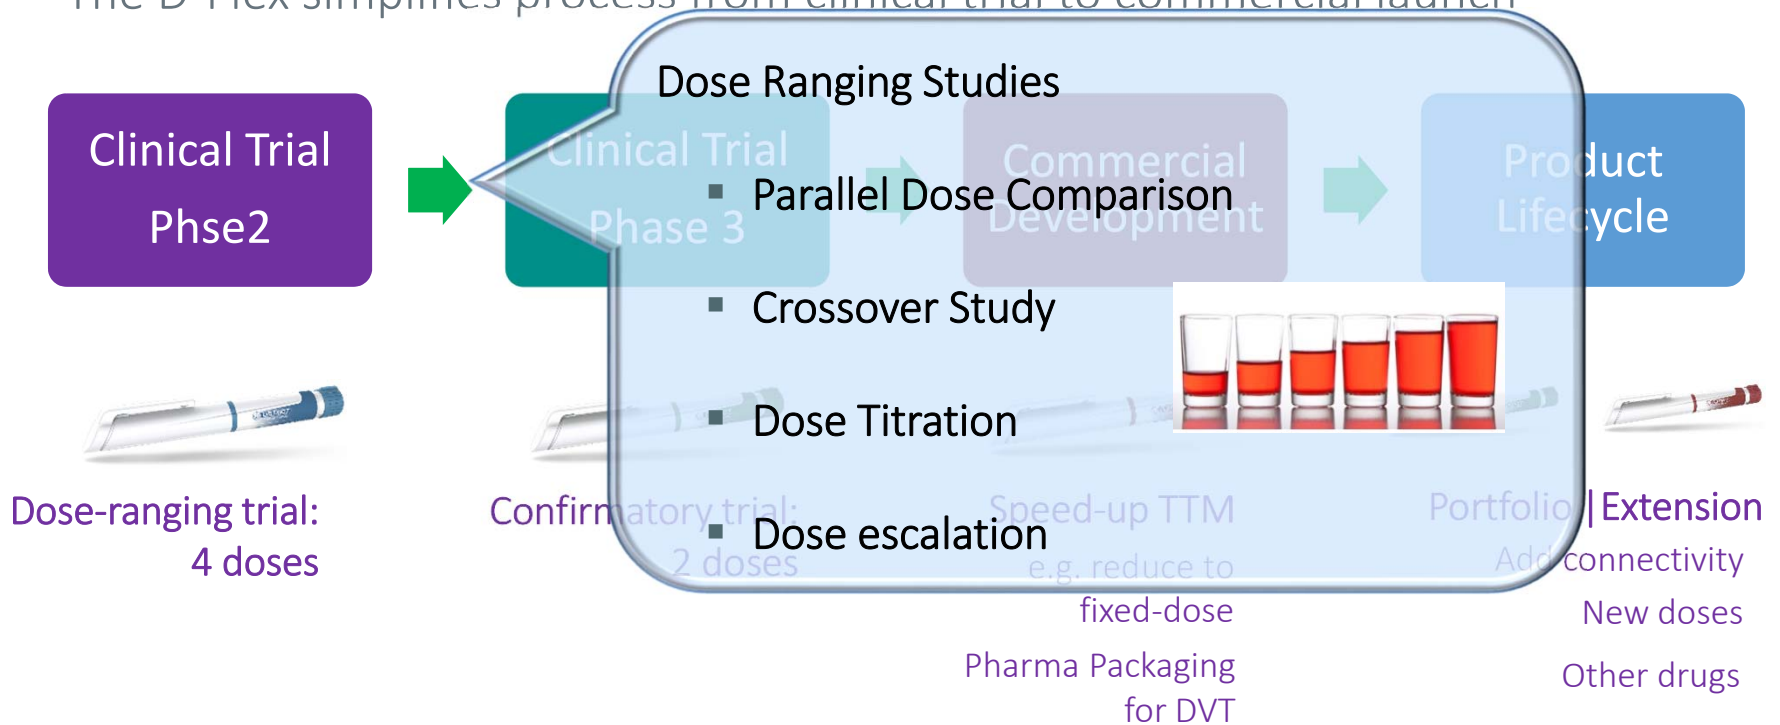 The D-Flex simplifies process from clinical trial to commercial launch
Clinical Trial
Phse2
Clinical Trial
Phase 3
Commercial
Development
Product
Lifecycle
Dose Ranging Studies
▪ Parallel Dose Comparison
▪ Crossover Study
▪ Dose Titration
▪ Dose escalation
Dose-ranging trial:
4 doses
Confirmatory trial:
2 doses
Speed-up TTM
e.g. reduce to
fixed-dose
Pharma Packaging
for DVT
Portfolio |Extension
Add connectivity
New doses
Other drugs